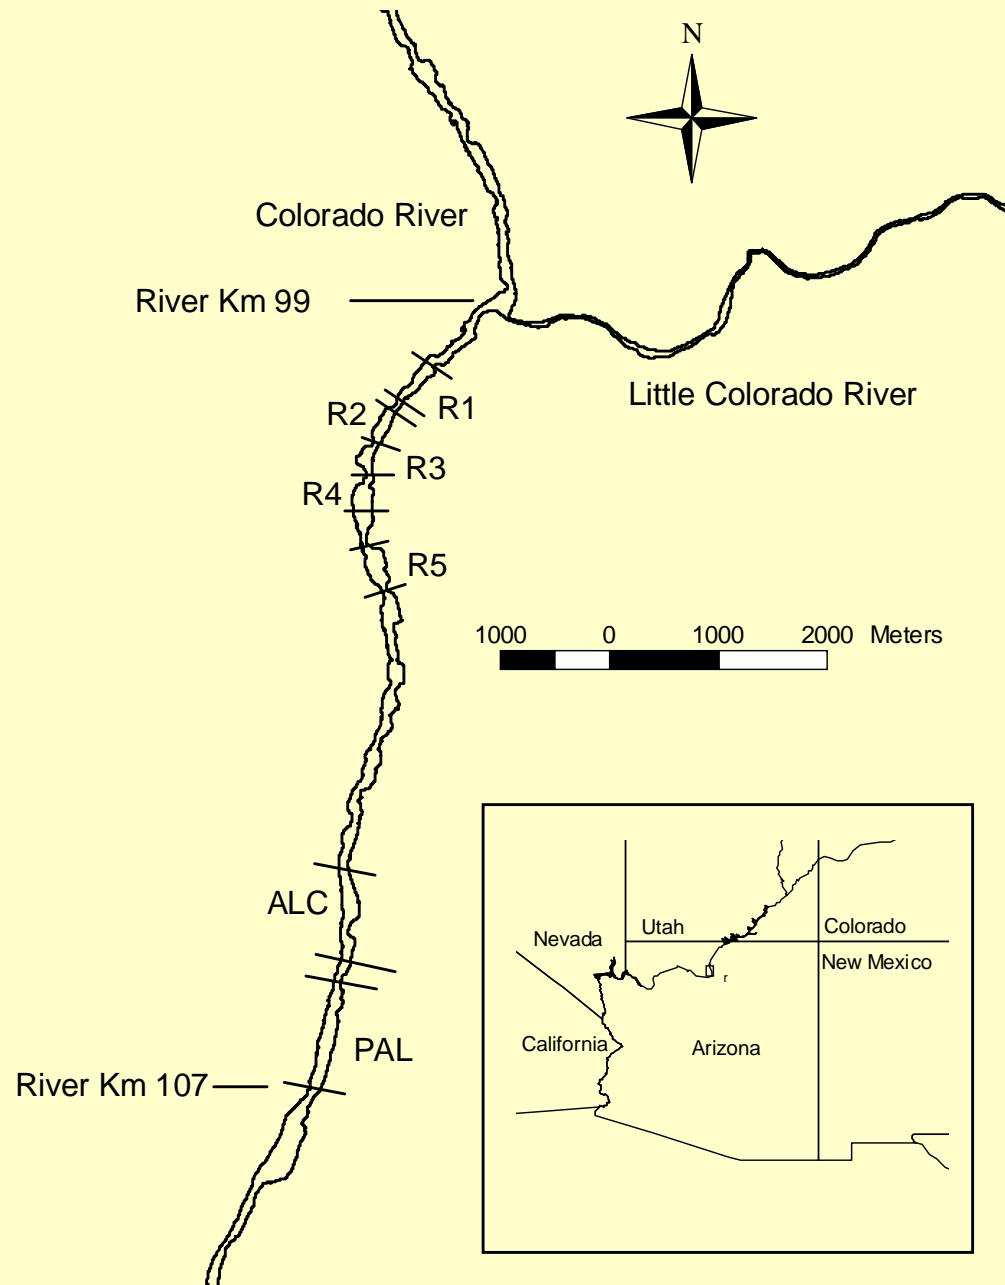 N
Colorado River
River Km 99
Little Colorado River
R1
R2
R3
R4
R5
1000 0 1000 2000 Meters
ALC
PAL
River Km 107
Utah
Colorado
Nevada
New Mexico
r
California
Arizona